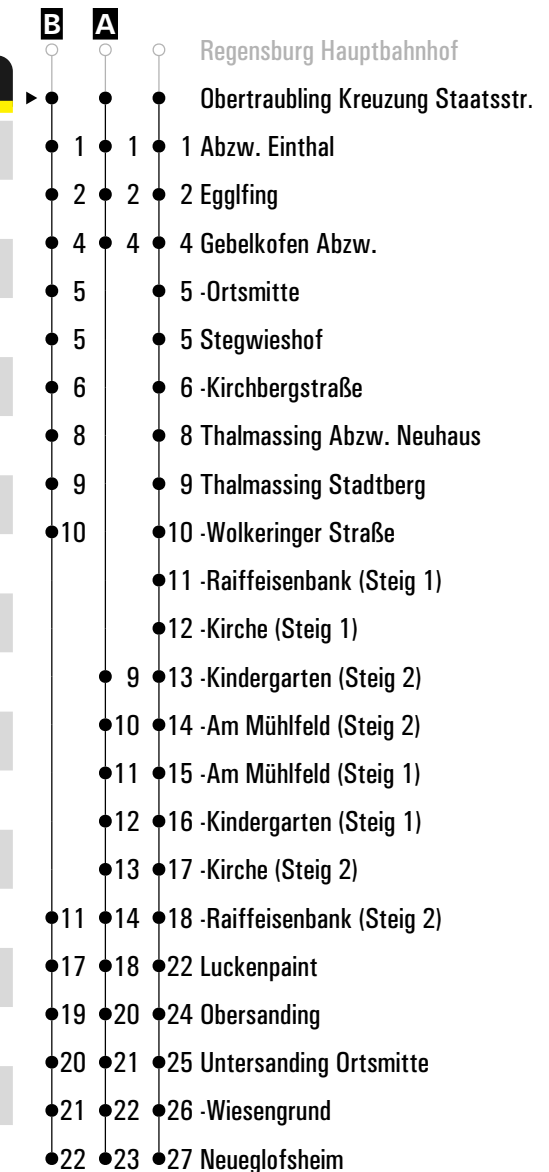 B A
Regensburg Hauptbahnhof
Obertraubling Kreuzung Staatsstr.
1 1 1 Abzw. Einthal
2 2 2 Egglfing
4 4 4 Gebelkofen Abzw.
5 5 -Ortsmitte
5 5 Stegwieshof
6 6 -Kirchbergstraße
8 8 Thalmassing Abzw. Neuhaus
9 9 Thalmassing Stadtberg
10 10 -Wolkeringer Straße
11 -Raiffeisenbank (Steig 1)
12 -Kirche (Steig 1)
9 13 -Kindergarten (Steig 2)
10 14 -Am Mühlfeld (Steig 2)
11 15 -Am Mühlfeld (Steig 1)
12 16 -Kindergarten (Steig 1)
13 17 -Kirche (Steig 2)
11 14 18 -Raiffeisenbank (Steig 2)
17 18 22 Luckenpaint
19 20 24 Obersanding
20 21 25 Untersanding Ortsmitte
21 22 26 -Wiesengrund
22 23 27 Neueglofsheim